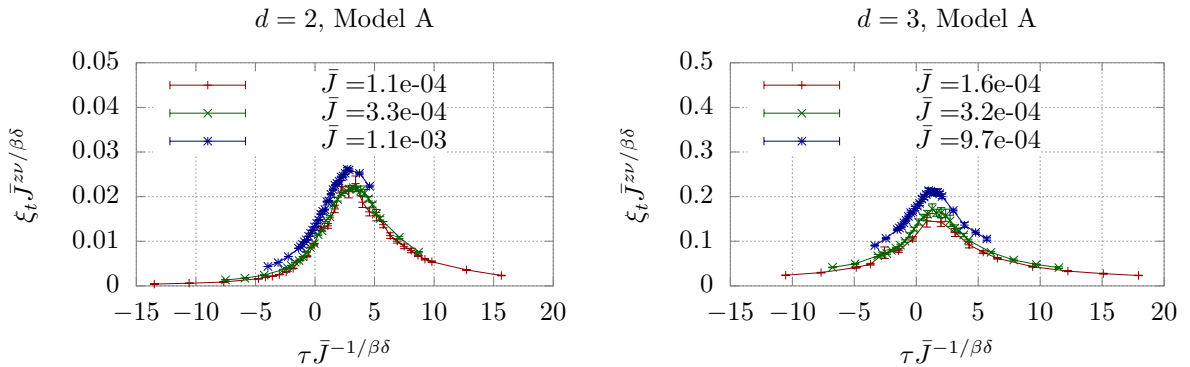 d = 2, Model A
0.05
0.04
0.03
0.02
0.01
0
ξ_t J̄^{zν/βδ}
J̄ =1.1e-04
J̄ =3.3e-04
J̄ =1.1e-03
−15 −10 −5 0 5 10 15 20
τJ̄^{−1/βδ}
d = 3, Model A
0.5
0.4
0.3
0.2
0.1
0
ξ_t J̄^{zν/βδ}
J̄ =1.6e-04
J̄ =3.2e-04
J̄ =9.7e-04
−15 −10 −5 0 5 10 15 20
τJ̄^{−1/βδ}